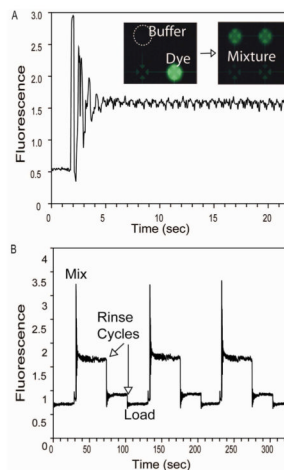 A
3.0
Buffer
Dye
Mixture
2.5
2.0
1.5
1.0
0.5
0
Fluorescence
0 5 10 15 20
Time (sec)
B
4
3.5
3
2.5
2
1.5
1
0.5
0
Fluorescence
Mix
Rinse
Cycles
Load
0 50 100 150 200 250 300
Time (sec)